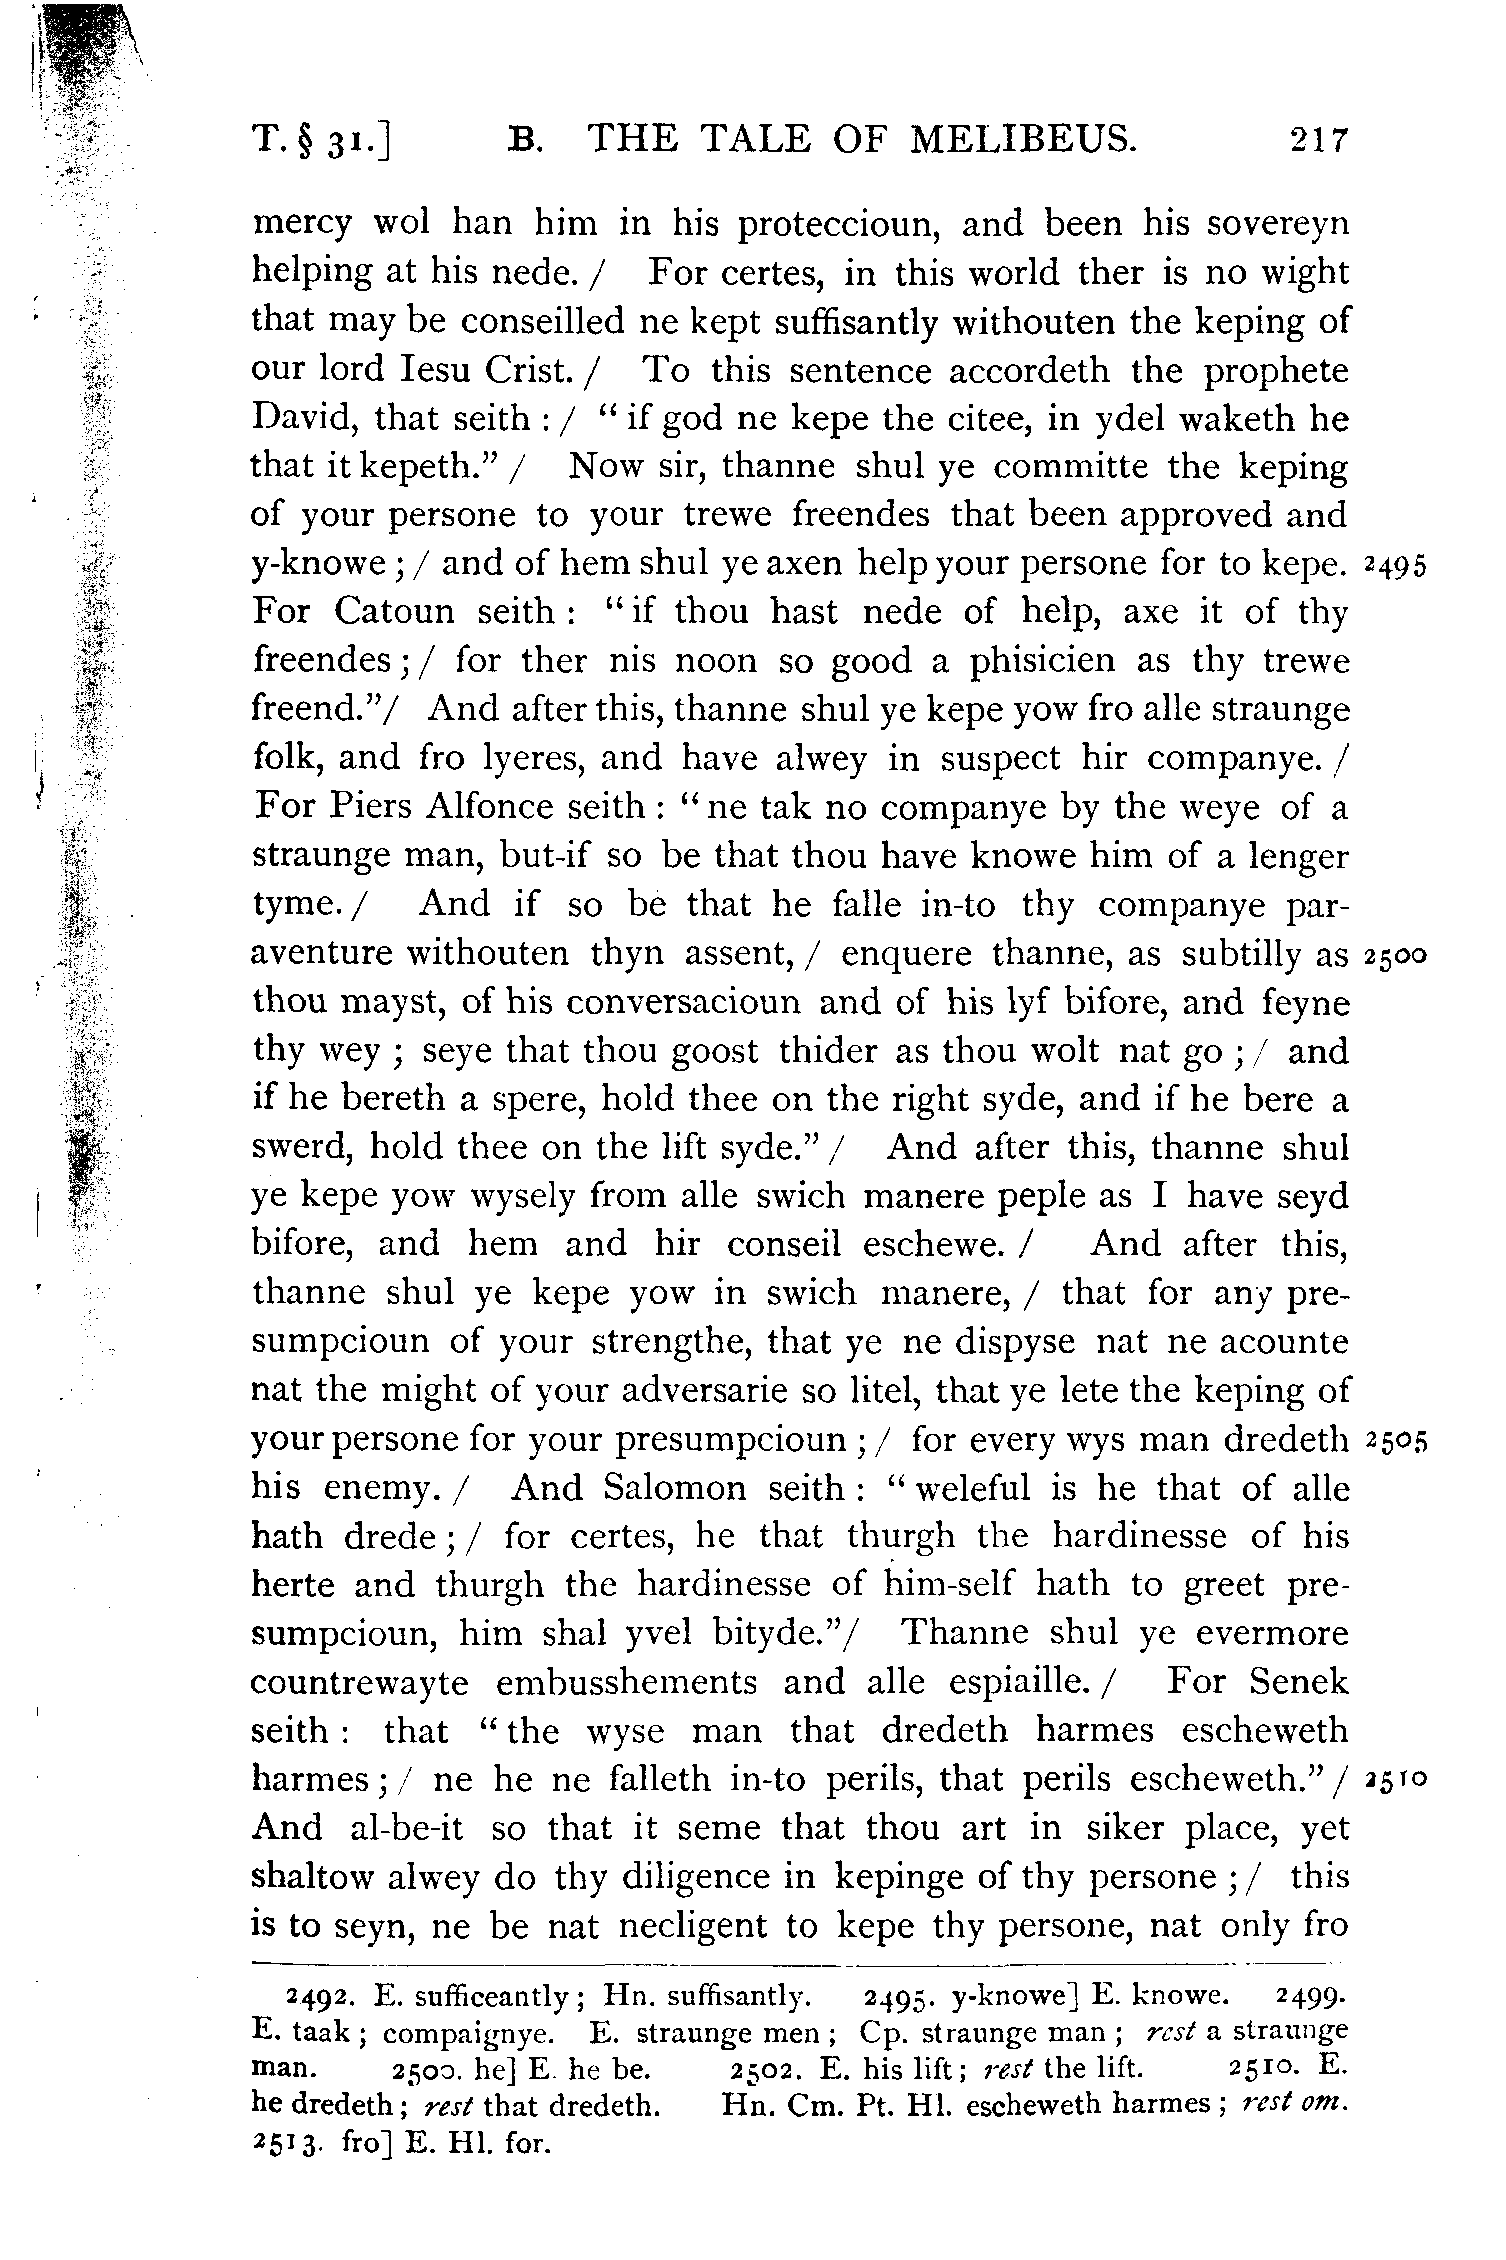 T. § 31.] B. THE TALE OF MELIBEUS. 217
mercy wol han him in his proteccioun, and been his sovereyn
helping at his nede. / For certes, in this world ther is no wight
that may be conseilled ne kept suffisantly withouten the keping of
our lord Iesu Crist. / To this sentence accordeth the prophete
David, that seith : / “ if god ne kepe the citee, in ydel waketh he
that it kepeth.” / Now sir, thanne shul ye committe the keping
of your persone to your trewe freendes that been approved and
y-knowe ; / and of hem shul ye axen help your persone for to kepe. 2495
For Catoun seith : “ if thou hast nede of help, axe it of thy
freendes ; / for ther nis noon so good a phisicien as thy trewe
freend.”/ And after this, thanne shul ye kepe yow fro alle straunge
folk, and fro lyeres, and have alwey in suspect hir companye. /
For Piers Alfonce seith : “ ne tak no companye by the weye of a
straunge man, but-if so be that thou have knowe him of a lenger
tyme. / And if so be that he falle in-to thy companye par-
aventure withouten thyn assent, / enquere thanne, as subtilly as 2500
thou mayst, of his conversacioun and of his lyf bifore, and feyne
thy wey ; seye that thou goost thider as thou wolt nat go ; / and
if he bereth a spere, hold thee on the right syde, and if he bere a
swerd, hold thee on the lift syde.” / And after this, thanne shul
ye kepe yow wysely from alle swich manere peple as I have seyd
bifore, and hem and hir conseil eschewe. / And after this,
thanne shul ye kepe yow in swich manere, / that for any pre-
sumpcioun of your strengthe, that ye ne dispyse nat ne acounte
nat the might of your adversarie so litel, that ye lete the keping of
your persone for your presumpcioun ; / for every wys man dredeth 2505
his enemy. / And Salomon seith : “ weleful is he that of alle
hath drede ; / for certes, he that thurgh the hardinesse of his
herte and thurgh the hardinesse of him-self hath to greet pre-
sumpcioun, him shal yvel bityde.”/ Thanne shul ye evermore
countrewayte embusshements and alle espiaille. / For Senek
seith : that “ the wyse man that dredeth harmes escheweth
harmes ; / ne he ne falleth in-to perils, that perils escheweth.” / 2510
And al-be-it so that it seme that thou art in siker place, yet
shaltow alwey do thy diligence in kepinge of thy persone ; / this
is to seyn, ne be nat necligent to kepe thy persone, nat only fro
2492. E. sufficeantly ; Hn. suffisantly. 2495. y-knowe] E. knowe. 2499.
E. taak ; compaignye. E. straunge men ; Cp. straunge man ; rest a straunge
man. 2500. he] E. he be. 2502. E. his lift ; rest the lift. 2510. E.
he dredeth ; rest that dredeth. Hn. Cm. Pt. Hl. escheweth harmes ; rest om.
2513. fro] E. Hl. for.